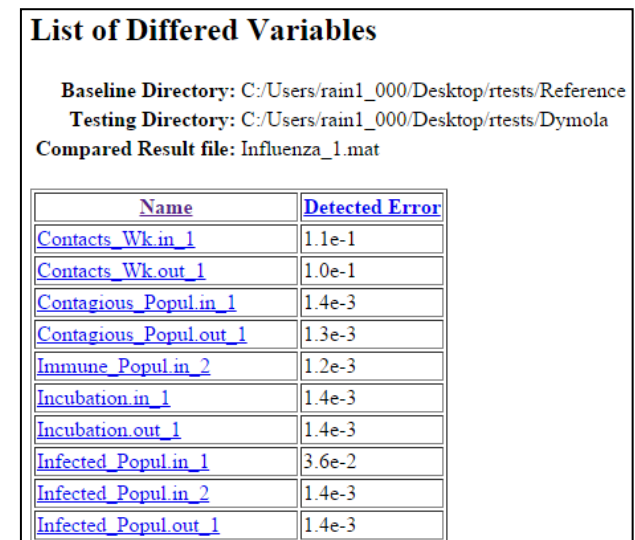 List of Differed Variables
Baseline Directory: C:/Users/rain1_000/Desktop/rtests/Reference
Testing Directory: C:/Users/rain1_000/Desktop/rtests/Dymola
Compared Result file: Influenza_1.mat
Name Detected Error
Contacts_Wk.in_1 1.1e-1
Contacts_Wk.out_1 1.0e-1
Contagious_Popul.in_1 1.4e-3
Contagious_Popul.out_1 1.3e-3
Immune_Popul.in_2 1.2e-3
Incubation.in_1 1.4e-3
Incubation.out_1 1.4e-3
Infected_Popul.in_1 3.6e-2
Infected_Popul.in_2 1.4e-3
Infected_Popul.out_1 1.4e-3